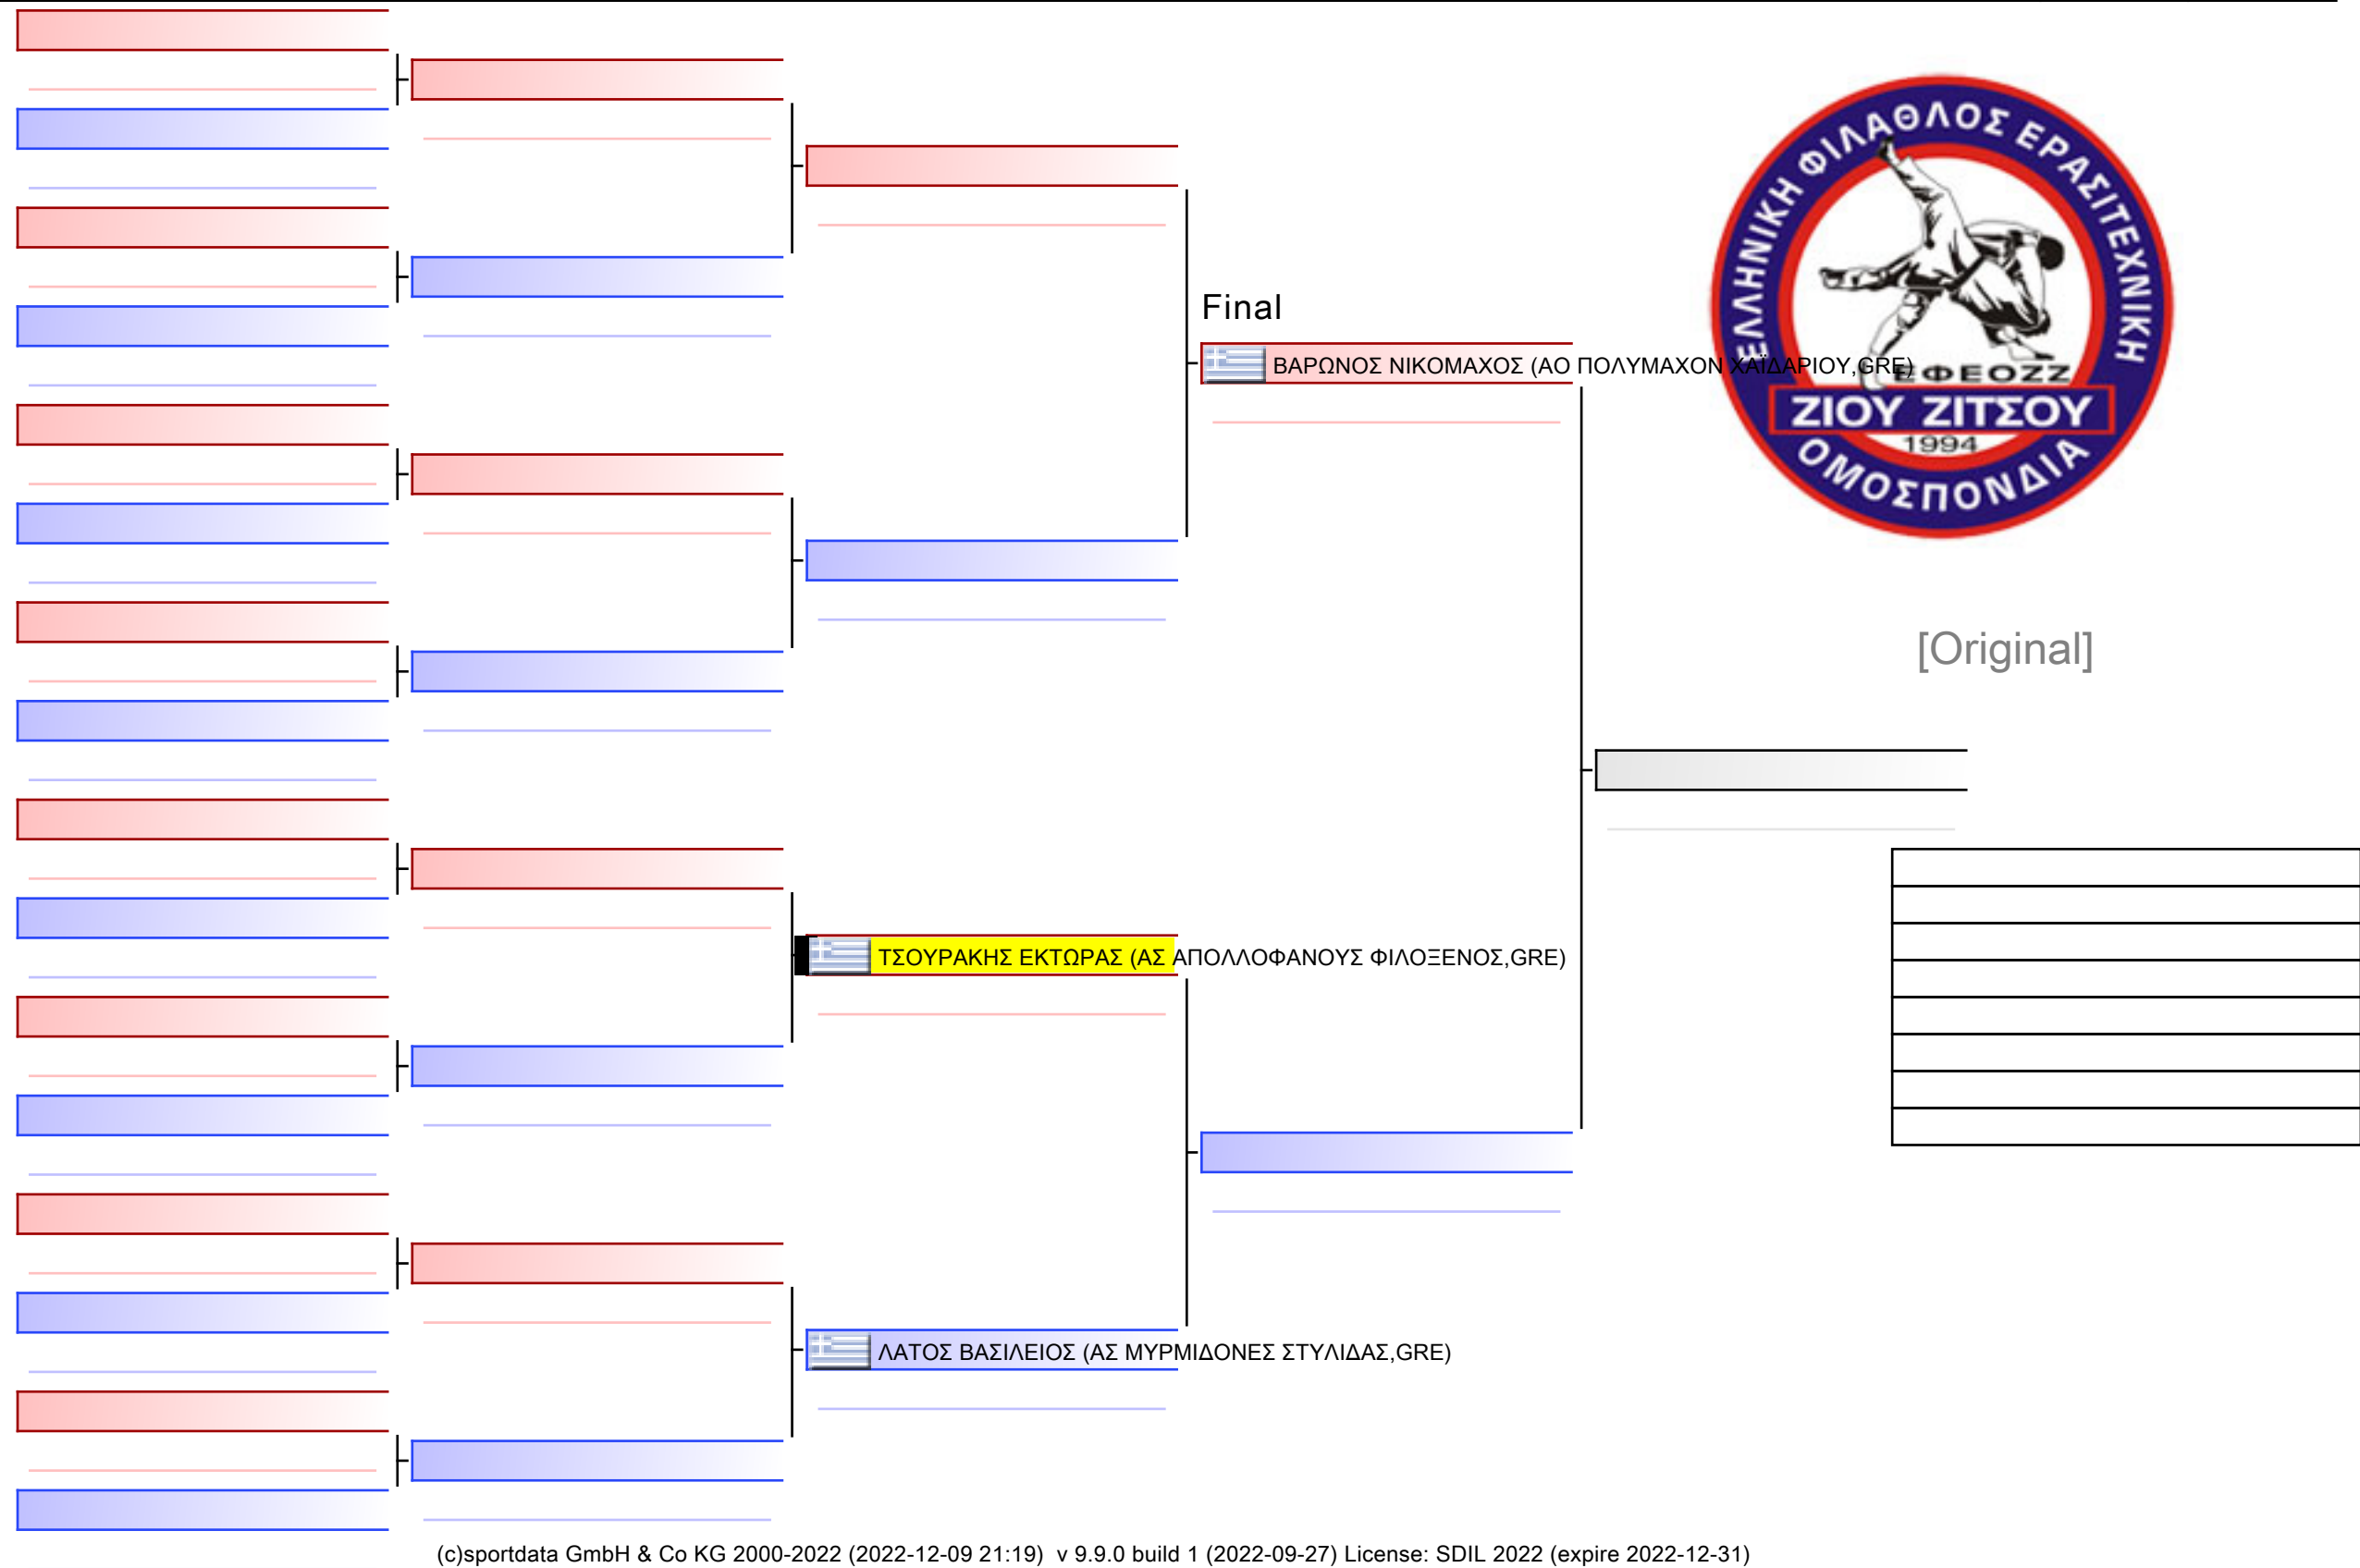 ΕΛΛΗΝΙΚΗ ΦΙΛΑΘΛΟΣ ΕΡΑΣΙΤΕΧΝΙΚΗ
Final
ΒΑΡΩΝΟΣ ΝΙΚΟΜΑΧΟΣ (ΑΟ ΠΟΛΥΜΑΧΟΝ ΧΑΪΔΑΡΙΟΥ,GRE)
ΕΦΕΟΖΖ
ΖΙΟΥ ΖΙΤΣΟΥ
1994
ΟΜΟΣΠΟΝΔΙΑ
[Original]
ΤΣΟΥΡΑΚΗΣ ΕΚΤΩΡΑΣ (ΑΣ ΑΠΟΛΛΟΦΑΝΟΥΣ ΦΙΛΟΞΕΝΟΣ,GRE)
ΛΑΤΟΣ ΒΑΣΙΛΕΙΟΣ (ΑΣ ΜΥΡΜΙΔΟΝΕΣ ΣΤΥΛΙΔΑΣ,GRE)
(c)sportdata GmbH & Co KG 2000-2022 (2022-12-09 21:19) v 9.9.0 build 1 (2022-09-27) License: SDIL 2022 (expire 2022-12-31)